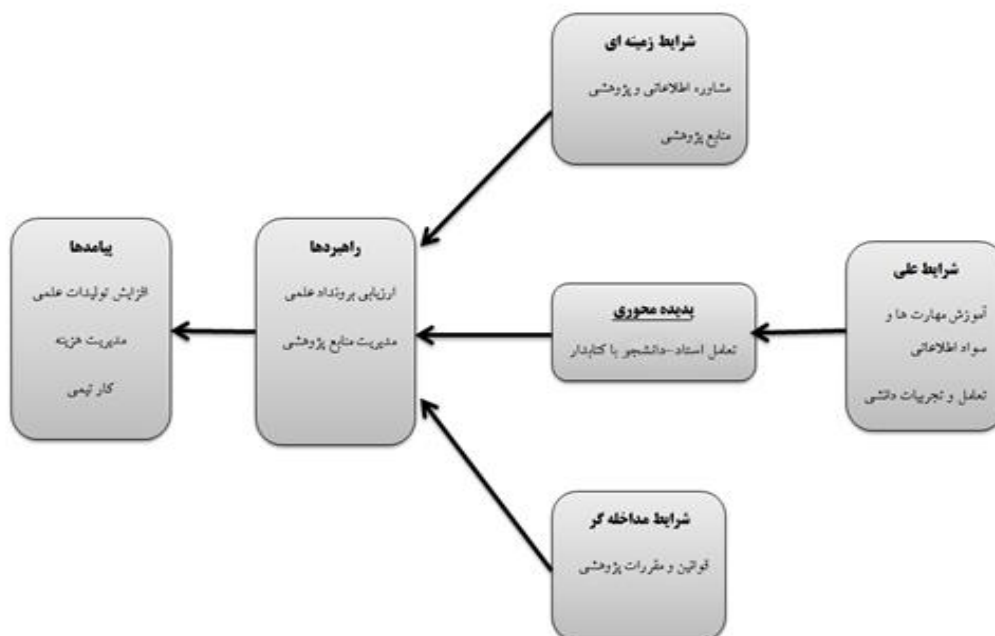 شرایط زمینه ای
مشاوره اطلاعاتی و پژوهشی
منابع پژوهشی
شرایط علی
آموزش مهارت ها و
سواد اطلاعاتی
تعامل و تجربیات دانشی
پدیده محوری
تعامل استاد-دانشجو با کتابدار
راهبردها
ارزیابی برونداد علمی
مدیریت منابع پژوهشی
پیامدها
افزایش تولیدات علمی
مدیریت هزینه
کار تیمی
شرایط مداخله گر
قوانین و مقررات پژوهشی